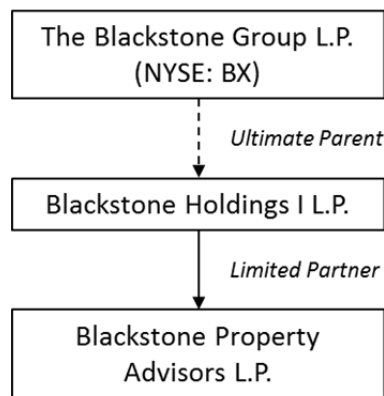 The Blackstone Group L.P.
(NYSE: BX)
Ultimate Parent
Blackstone Holdings I L.P.
Limited Partner
Blackstone Property
Advisors L.P.